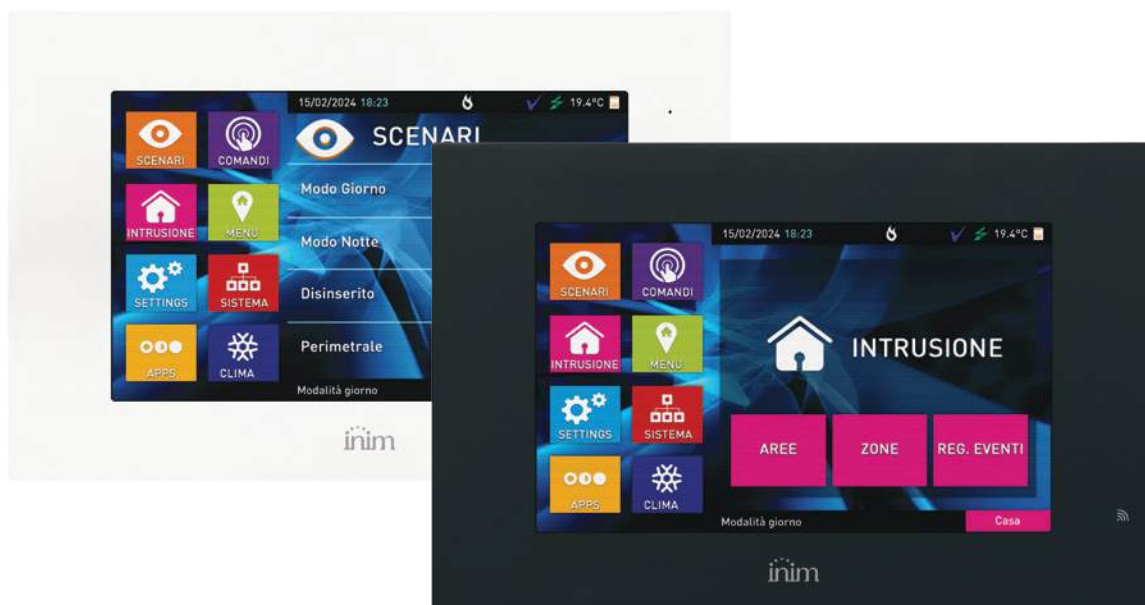 15/02/2024 18:23 19.4°C
SCENARI COMANDI
SCENARI
Modo Giorno
INTRUSIONE MENU
Modo Notte
Disinserito
SETTINGS SISTEMA
Perimetrale
APPS CLIMA
Modalità giorno
inim
15/02/2024 18:23 19.4°C
SCENARI COMANDI
INTRUSIONE
INTRUSIONE MENU
SETTINGS SISTEMA
AREE ZONE REG. EVENTI
APPS CLIMA
Modalità giorno Casa
inim